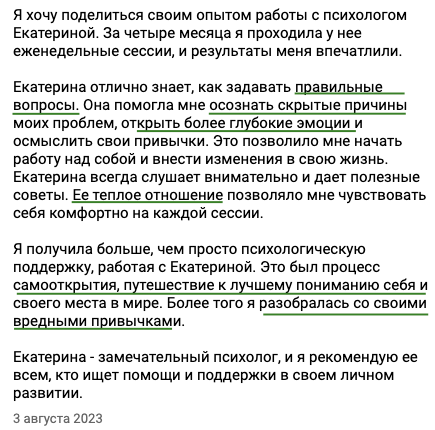 Я хочу поделиться своим опытом работы с психологом
Екатериной. За четыре месяца я проходила у нее
еженедельные сессии, и результаты меня впечатлили.
Екатерина отлично знает, как задавать правильные
вопросы. Она помогла мне осознать скрытые причины
моих проблем, открыть более глубокие эмоции и
осмыслить свои привычки. Это позволило мне начать
работу над собой и внести изменения в свою жизнь.
Екатерина всегда слушает внимательно и дает полезные
советы. Ее теплое отношение позволяло мне чувствовать
себя комфортно на каждой сессии.
Я получила больше, чем просто психологическую
поддержку, работая с Екатериной. Это был процесс
самооткрытия, путешествие к лучшему пониманию себя и
своего места в мире. Более того я разобралась со своими
вредными привычками.
Екатерина - замечательный психолог, и я рекомендую ее
всем, кто ищет помощи и поддержки в своем личном
развитии.
3 августа 2023